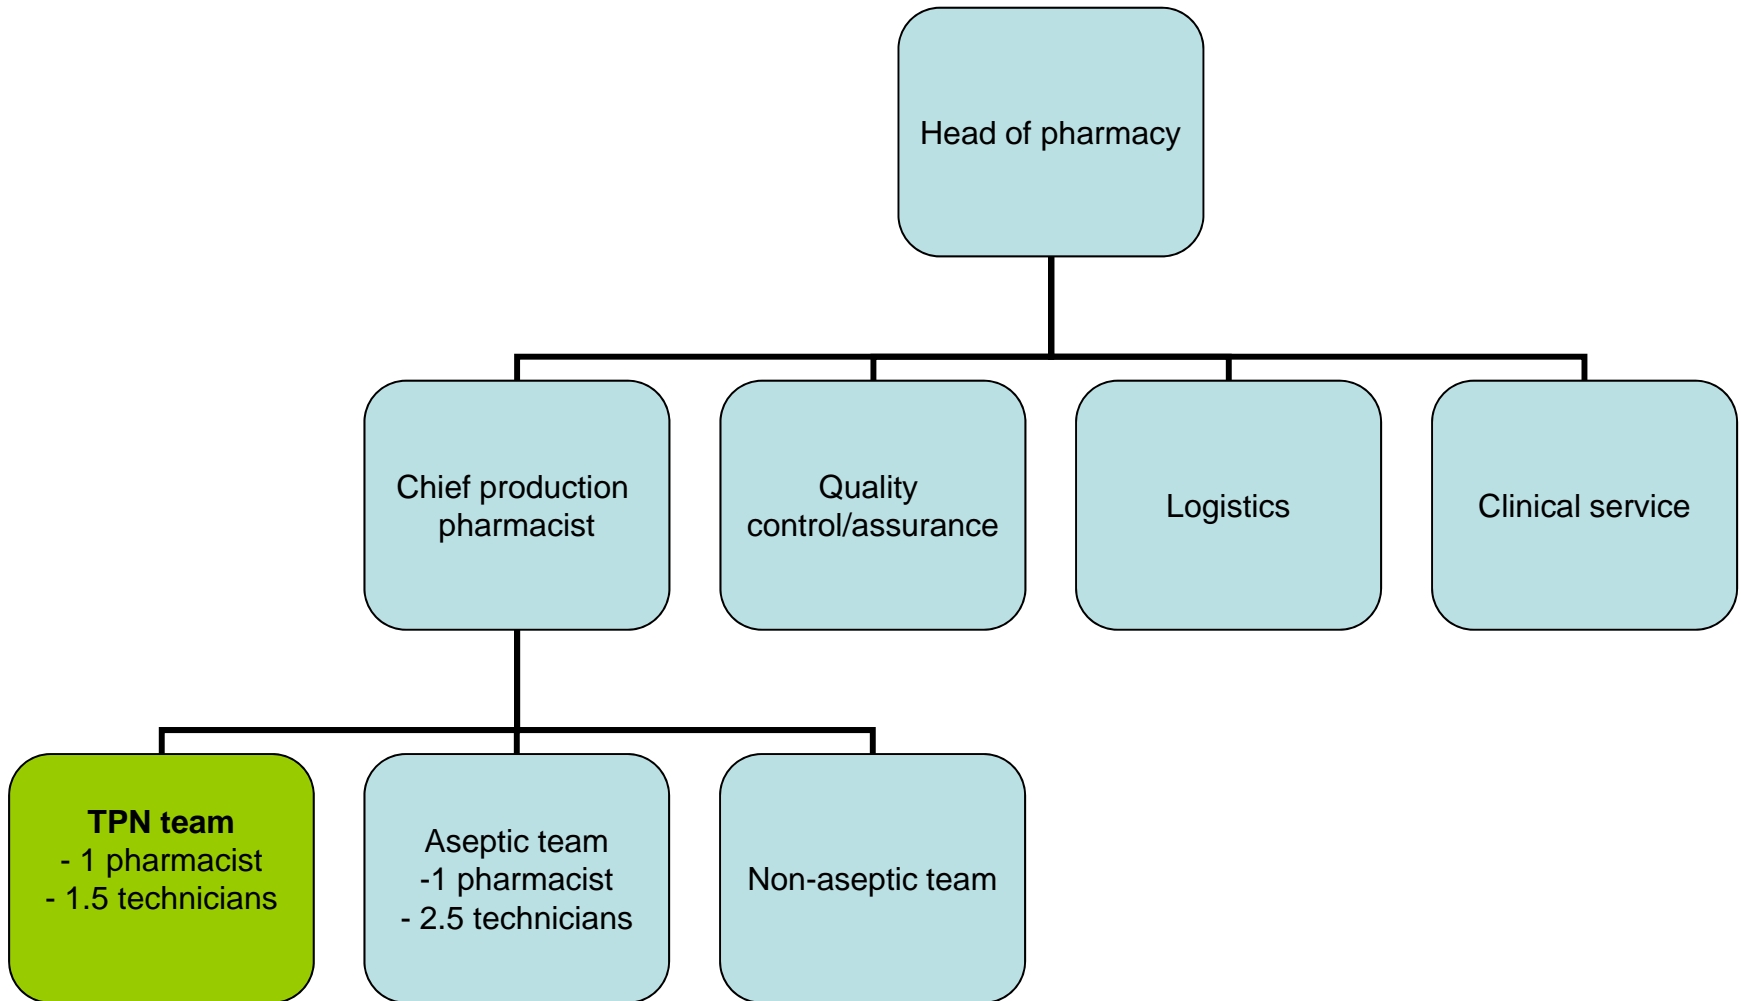 Head of pharmacy
Chief production
pharmacist
Quality
control/assurance
Logistics
Clinical service
TPN team
- 1 pharmacist
- 1.5 technicians
Aseptic team
-1 pharmacist
- 2.5 technicians
Non-aseptic team